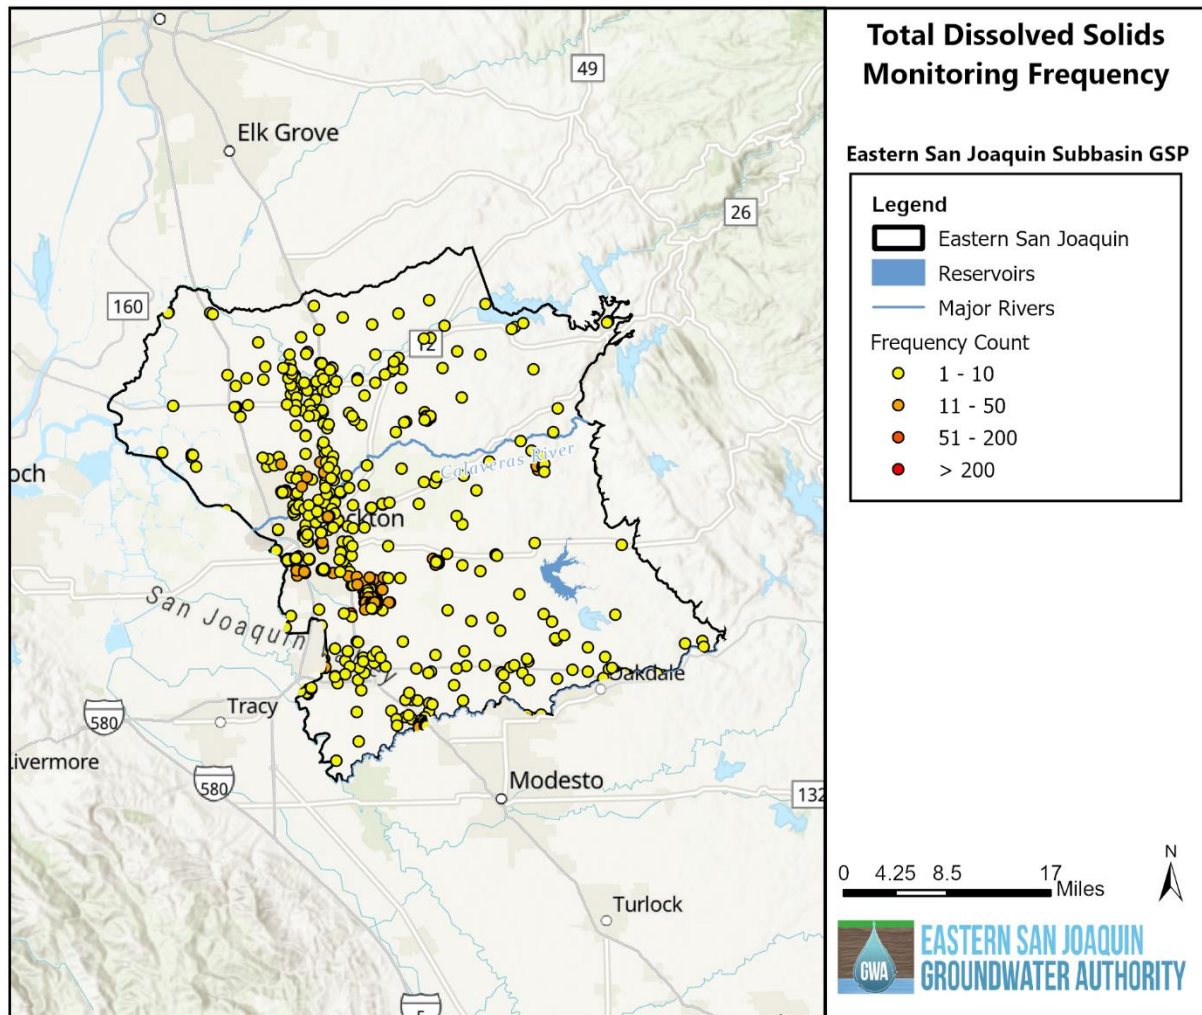 Total Dissolved Solids
Monitoring Frequency
Eastern San Joaquin Subbasin GSP
Legend
Eastern San Joaquin
Reservoirs
Major Rivers
Frequency Count
1 - 10
11 - 50
51 - 200
> 200
49
Elk Grove
26
160
12
Calaveras River
och
ckton
San Joaquin
Oakdale
Tracy
580
Livermore
580
Modesto
132
Turlock
5
N
0 4.25 8.5 17
Miles
GWA
EASTERN SAN JOAQUIN
GROUNDWATER AUTHORITY